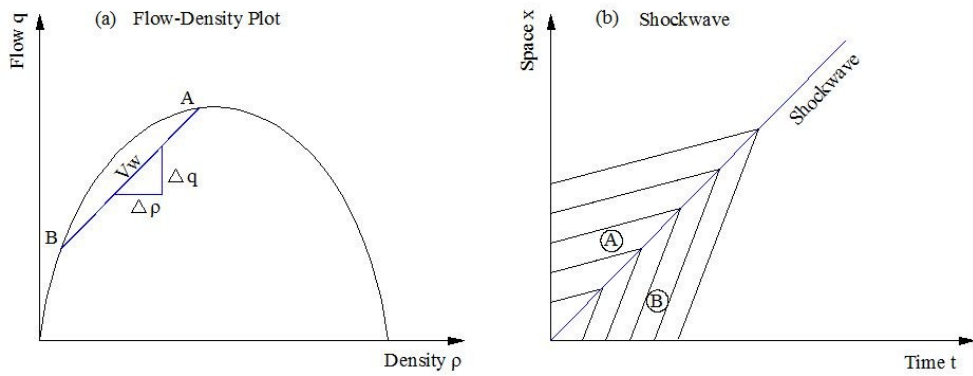 (a) Flow-Density Plot
Flow q
A
Vw
△q
△ρ
B
Density ρ
(b) Shockwave
Space x
Shockwave
A
B
Time t